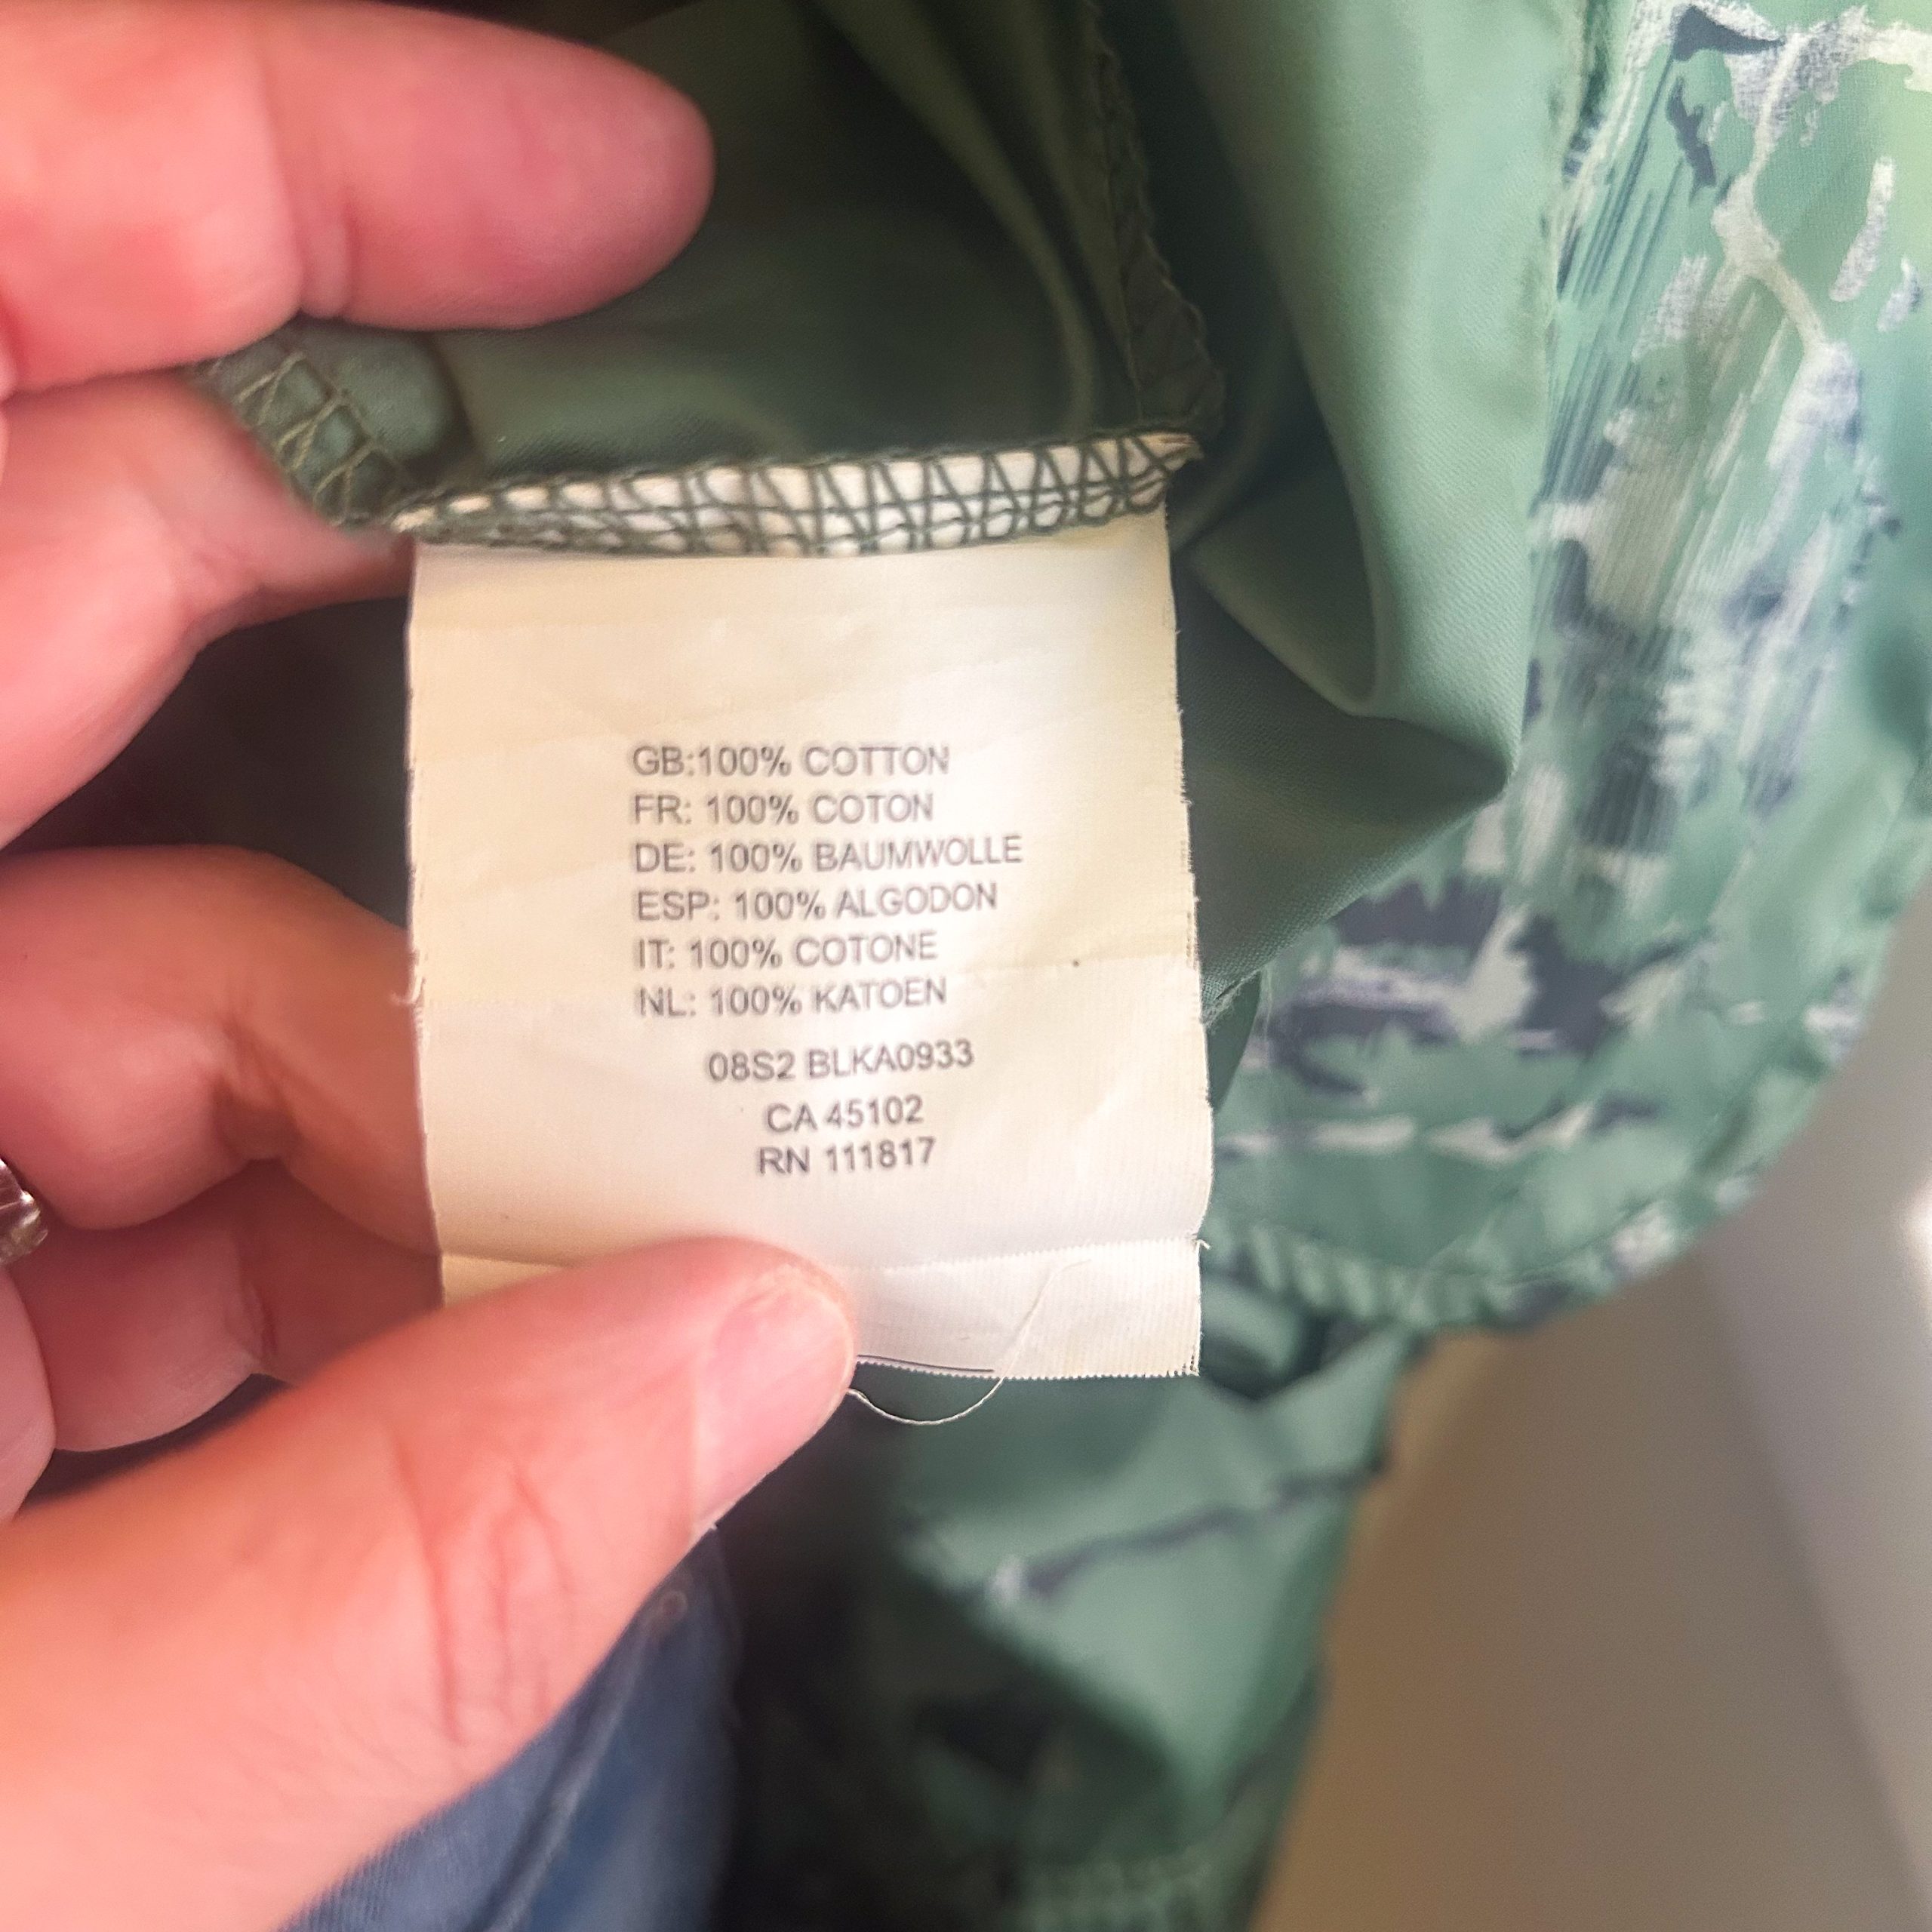 GB:100% COTTON
FR: 100% COTON
DE: 100% BAUMWOLLE
ESP: 100% ALGODON
IT: 100% COTONE
NL: 100% KATOEN
08S2 BLKA0933
CA 45102
RN 111817